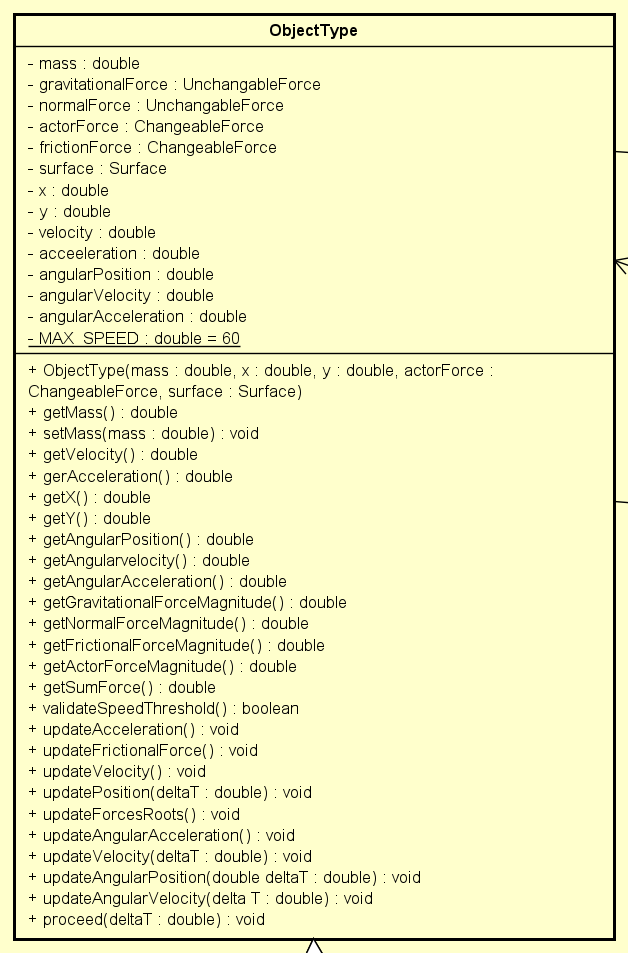 ObjectType
- mass : double
- gravitationalForce : UnchangableForce
- normalForce : UnchangableForce
- actorForce : ChangeableForce
- frictionForce : ChangeableForce
- surface : Surface
- x : double
- y : double
- velocity : double
- acceeleration : double
- angularPosition : double
- angularVelocity : double
- angularAcceleration : double
- MAX_SPEED : double = 60
+ ObjectType(mass : double, x : double, y : double, actorForce :
ChangeableForce, surface : Surface)
+ getMass() : double
+ setMass(mass : double) : void
+ getVelocity() : double
+ gerAcceleration() : double
+ getX() : double
+ getY() : double
+ getAngularPosition() : double
+ getAngularvelocity() : double
+ getAngularAcceleration() : double
+ getGravitationalForceMagnitude() : double
+ getNormalForceMagnitude() : double
+ getFrictionalForceMagnitude() : double
+ getActorForceMagnitude() : double
+ getSumForce() : double
+ validateSpeedThreshold() : boolean
+ updateAcceleration() : void
+ updateFrictionalForce() : void
+ updateVelocity() : void
+ updatePosition(deltaT : double) : void
+ updateForcesRoots() : void
+ updateAngularAcceleration() : void
+ updateVelocity(deltaT : double) : void
+ updateAngularPosition(double deltaT : double) : void
+ updateAngularVelocity(delta T : double) : void
+ proceed(deltaT : double) : void